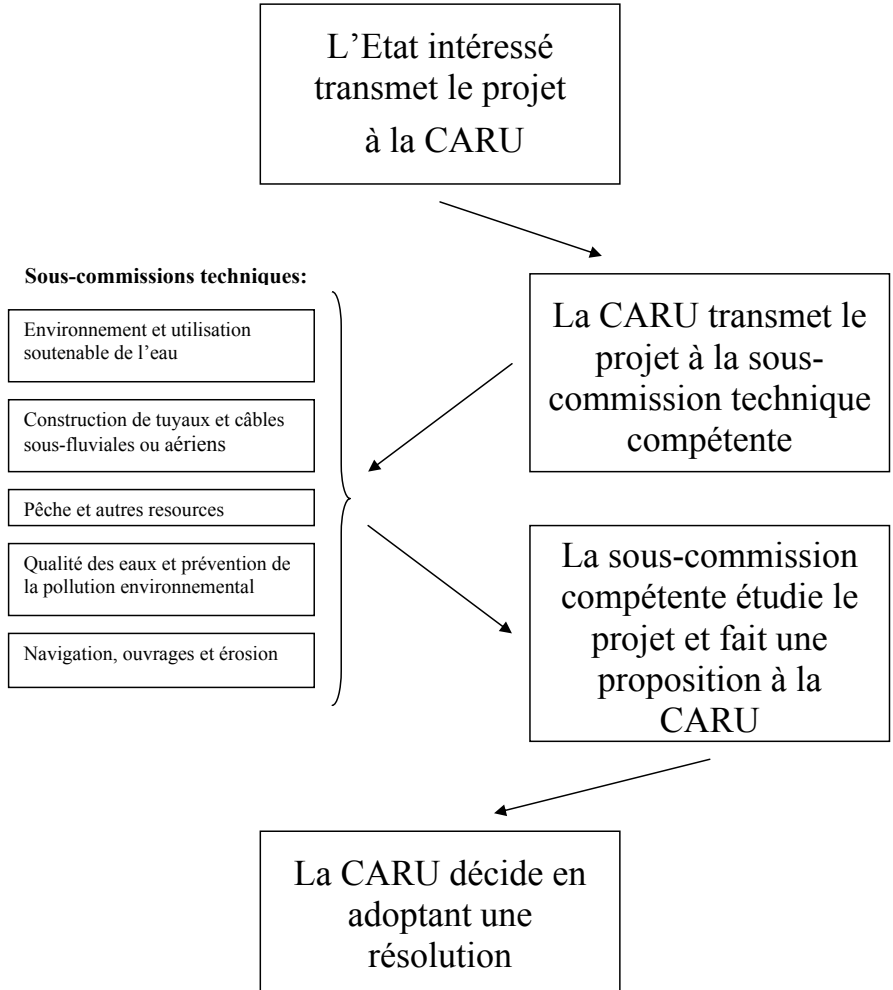 L’Etat intéressé
transmet le projet
à la CARU
La CARU transmet le
projet à la sous-
commission technique
compétente
Sous-commissions techniques:
Environnement et utilisation
soutenable de l’eau
Construction de tuyaux et câbles
sous-fluviales ou aériens
Pêche et autres resources
Qualité des eaux et prévention de
la pollution environnemental
Navigation, ouvrages et érosion
La sous-commission
compétente étudie le
projet et fait une
proposition à la
CARU
La CARU décide en
adoptant une
résolution